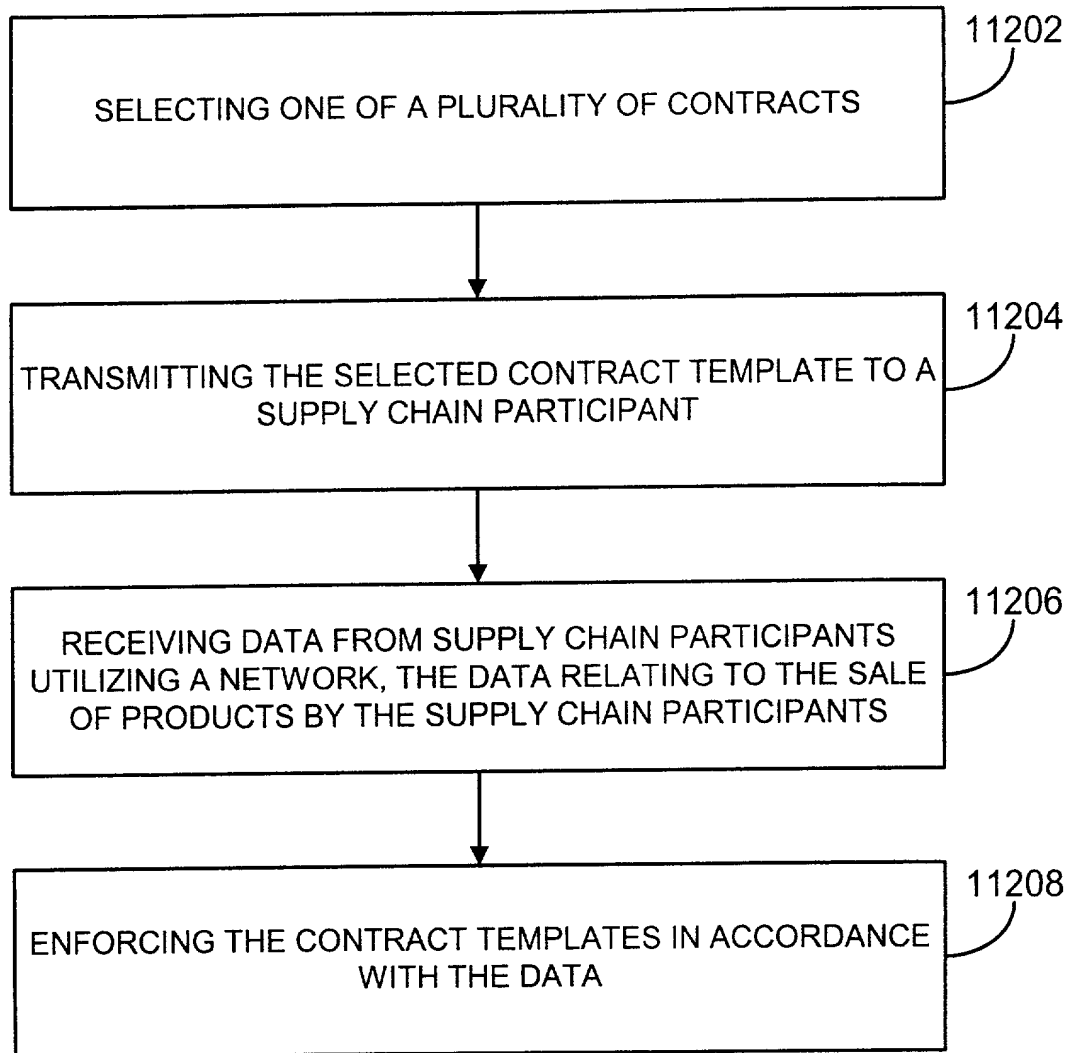 11202
SELECTING ONE OF A PLURALITY OF CONTRACTS
11204
TRANSMITTING THE SELECTED CONTRACT TEMPLATE TO A
SUPPLY CHAIN PARTICIPANT
11206
RECEIVING DATA FROM SUPPLY CHAIN PARTICIPANTS
UTILIZING A NETWORK, THE DATA RELATING TO THE SALE
OF PRODUCTS BY THE SUPPLY CHAIN PARTICIPANTS
11208
ENFORCING THE CONTRACT TEMPLATES IN ACCORDANCE
WITH THE DATA